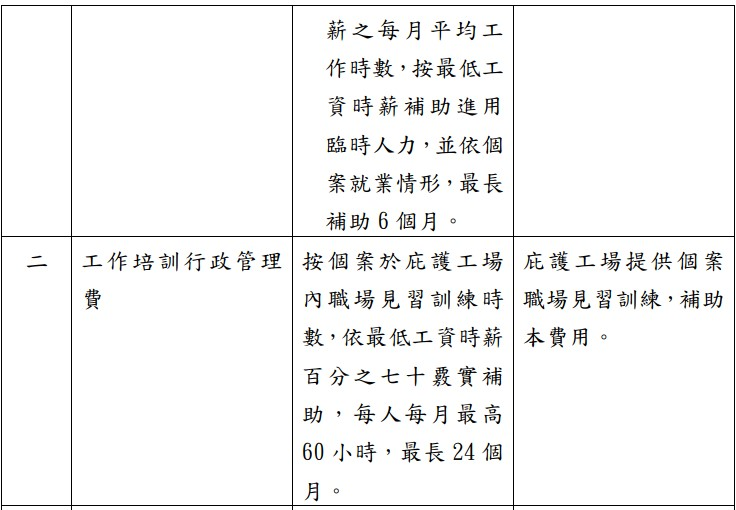 薪之每月平均工
作時數，按最低工
資時薪補助進用
臨時人力，並依個
案就業情形，最長
補助6個月。
二
工作培訓行政管理
費
按個案於庇護工場
內職場見習訓練時
數，依最低工資時薪
百分之七十覈實補
助，每人每月最高
60小時，最長24個
月。
庇護工場提供個案
職場見習訓練，補助
本費用。